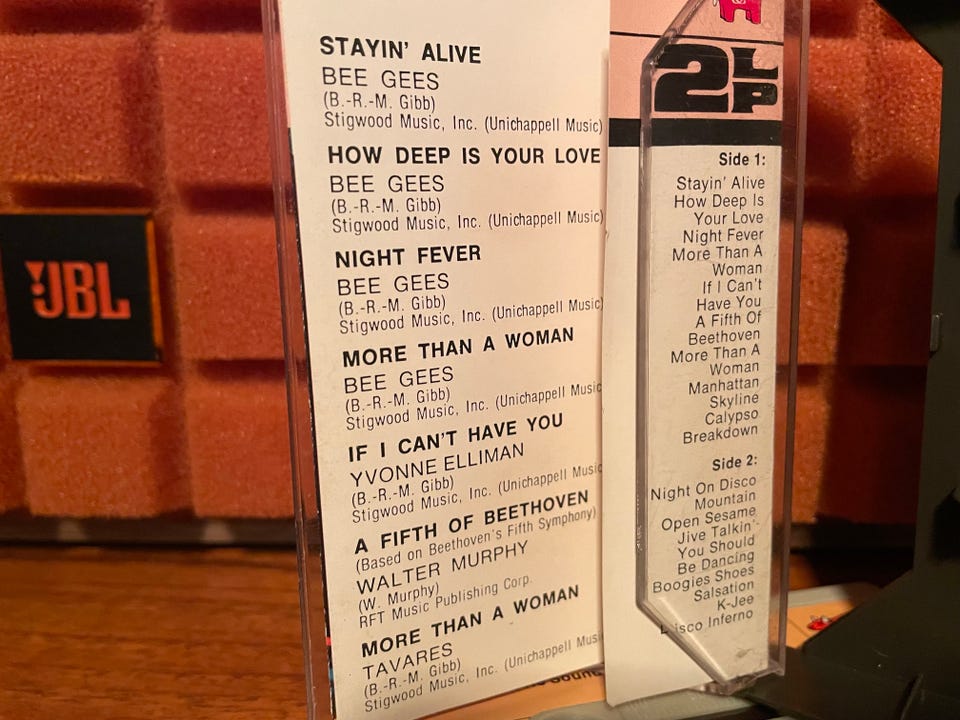 JBL
STAYIN' ALIVE
BEE GEES
(B.-R.-M. Gibb)
Stigwood Music, Inc. (Unichappell Music)
HOW DEEP IS YOUR LOVE
BEE GEES
(B.-R.-M. Gibb)
Stigwood Music, Inc. (Unichappell Music)
NIGHT FEVER
BEE GEES
(B.-R.-M. Gibb)
Stigwood Music, Inc. (Unichappell Music)
MORE THAN A WOMAN
BEE GEES
(B.-R.-M. Gibb)
Stigwood Music, Inc. (Unichappell Music
IF I CAN'T HAVE YOU
YVONNE ELLIMAN
(B.-R.-M. Gibb)
Stigwood Music, Inc. (Unichappell Music
A FIFTH OF BEETHOVEN
(Based on Beethoven's Fifth Symphony)
WALTER MURPHY
(W. Murphy)
RFT Music Publishing Corp.
MORE THAN A WOMAN
TAVARES
(B.-R.-M. Gibb)
Stigwood Music, Inc. (Unichappell Mus
2 LP
Side 1:
Stayin' Alive
How Deep Is
Your Love
Night Fever
More Than A
Woman
If I Can't
Have You
A Fifth Of
Beethoven
More Than A
Woman
Manhattan
Skyline
Calypso
Breakdown
Side 2:
Night On Disco
Mountain
Open Sesame
Jive Talkin'
You Should
Be Dancing
Boogies Shoes
Salsation
K-Jee
Disco Inferno